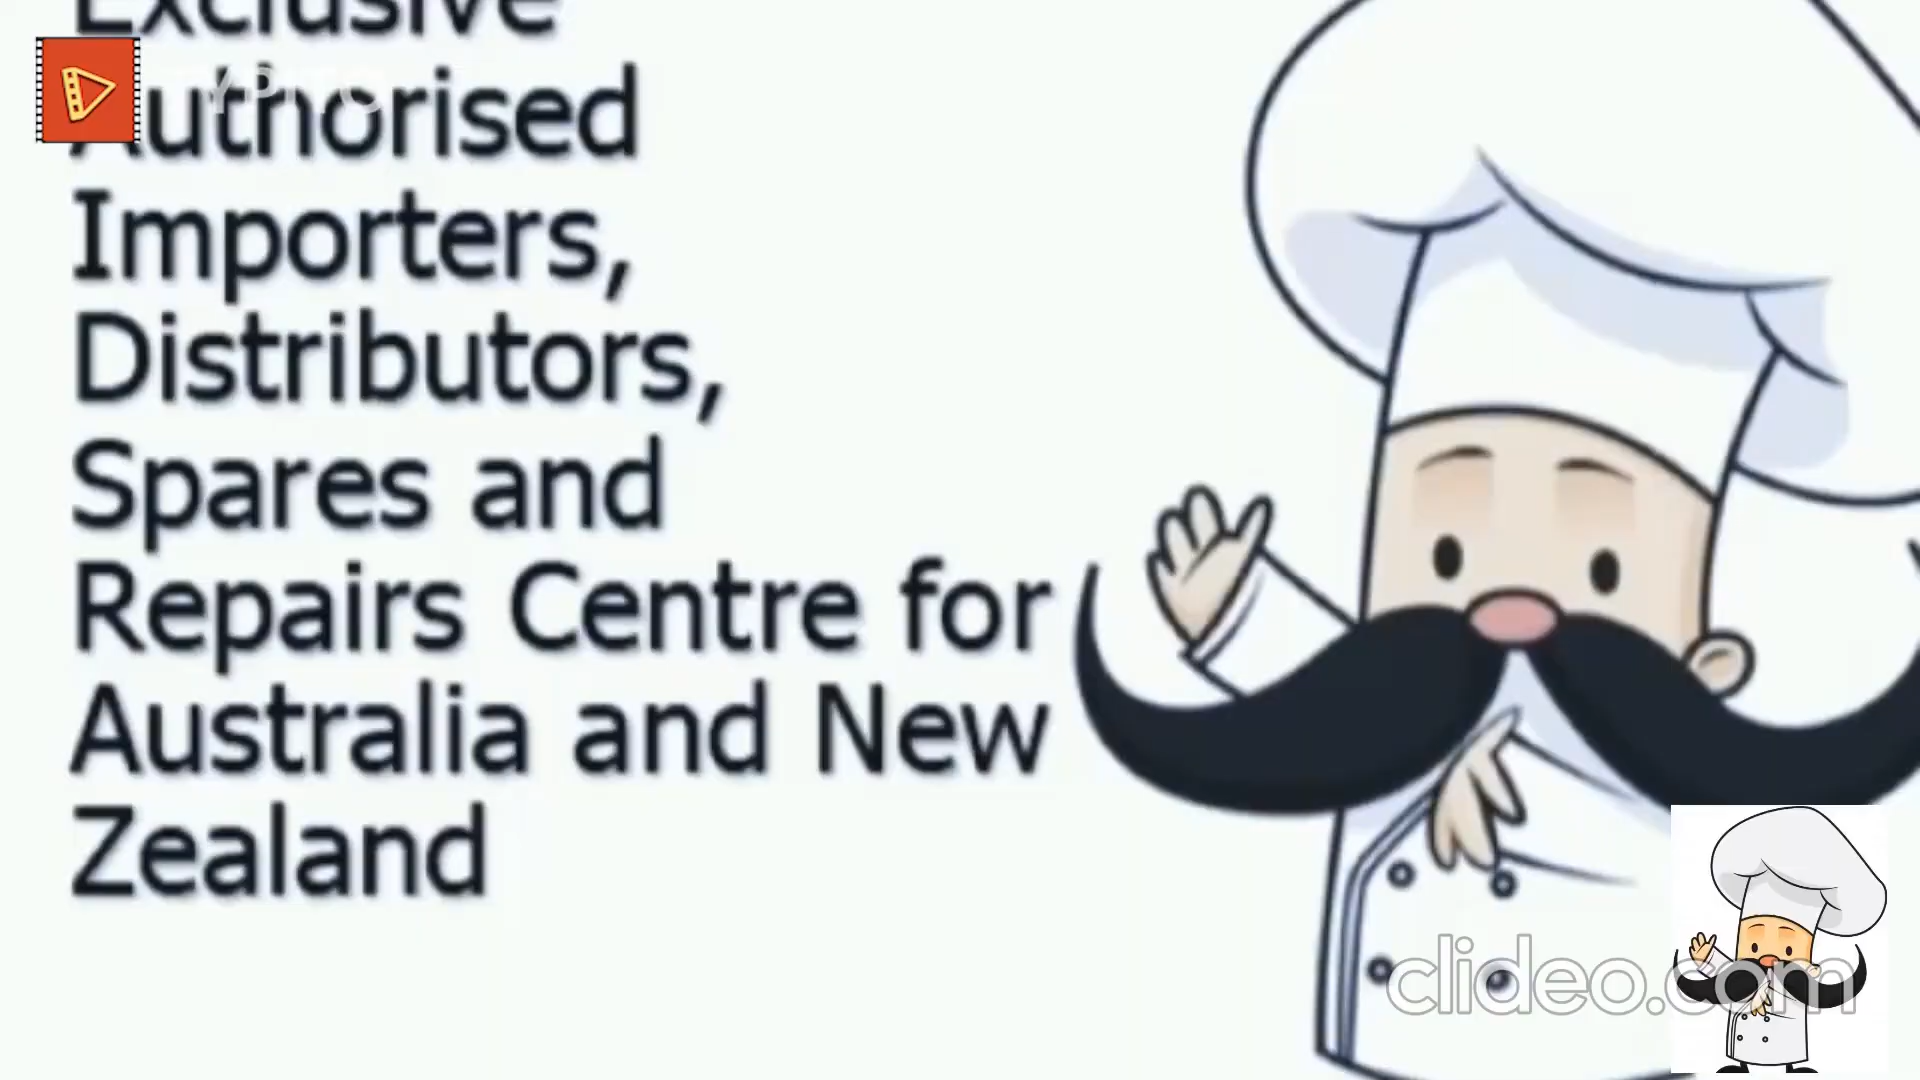 Exclusive
Authorised
Importers,
Distributors,
Spares and
Repairs Centre for
Australia and New
Zealand
clideo.com